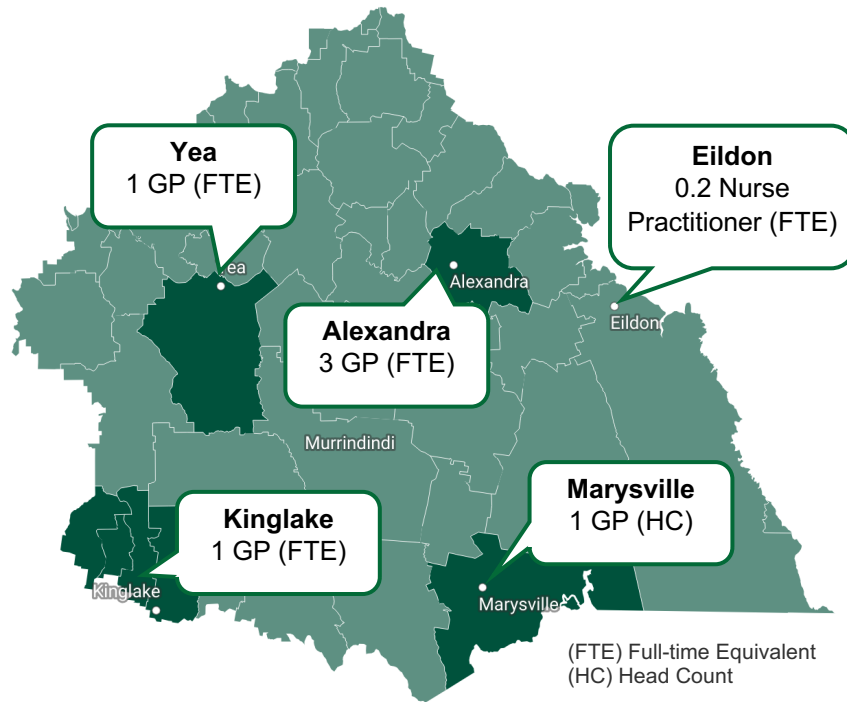 Yea
1 GP (FTE)
Eildon
0.2 Nurse
Practitioner (FTE)
Alexandra
Eildon
Alexandra
3 GP (FTE)
Murrindindi
Marysville
1 GP (HC)
Kinglake
1 GP (FTE)
Kinglake
Marysville
(FTE) Full-time Equivalent
(HC) Head Count